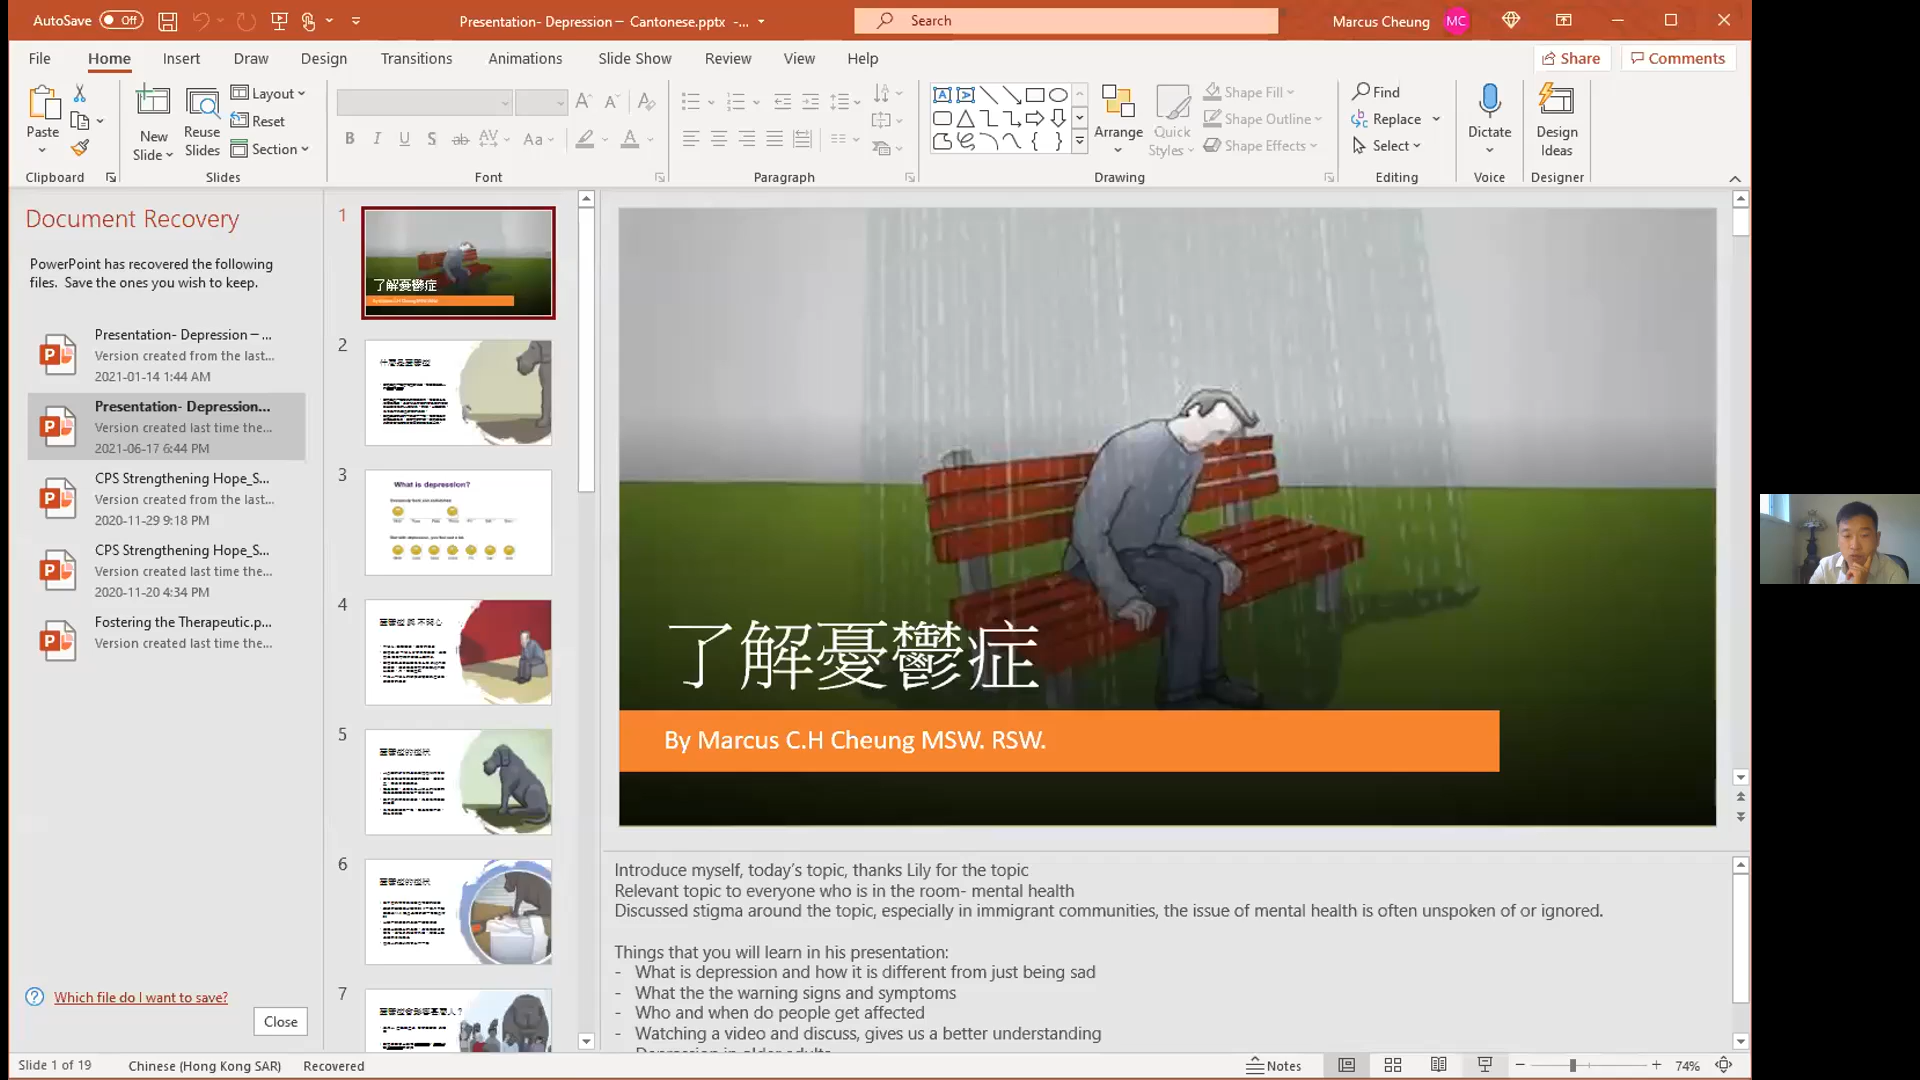 AutoSave Off
Presentation- Depression – Cantonese.pptx -...
Search
Marcus Cheung MC
File Home Insert Draw Design Transitions Animations Slide Show Review View Help
Share Comments
Paste
New Slide
Reuse Slides
Layout
Reset
Section
B I U S ab AV Aa A
Shape Fill
Shape Outline
Shape Effects
Arrange
Quick Styles
Find
Replace
Select
Dictate
Design Ideas
Clipboard Slides Font Paragraph Drawing Editing Voice Designer
Document Recovery
PowerPoint has recovered the following
files. Save the ones you wish to keep.
Presentation- Depression – ...
Version created from the last...
2021-01-14 1:44 AM
Presentation- Depression...
Version created last time the...
2021-06-17 6:44 PM
CPS Strengthening Hope_S...
Version created from the last...
2020-11-29 9:18 PM
CPS Strengthening Hope_S...
Version created last time the...
2020-11-20 4:34 PM
Fostering the Therapeutic.p...
Version created last time the...
Which file do I want to save?
Close
1
了解憂鬱症
2
3
What is depression?
4
5
6
7
了解憂鬱症
By Marcus C.H Cheung MSW. RSW.
Introduce myself, today's topic, thanks Lily for the topic
Relevant topic to everyone who is in the room- mental health
Discussed stigma around the topic, especially in immigrant communities, the issue of mental health is often unspoken of or ignored.
Things that you will learn in his presentation:
- What is depression and how it is different from just being sad
- What the the warning signs and symptoms
- Who and when do people get affected
- Watching a video and discuss, gives us a better understanding
Slide 1 of 19
Chinese (Hong Kong SAR)
Recovered
Notes
74%